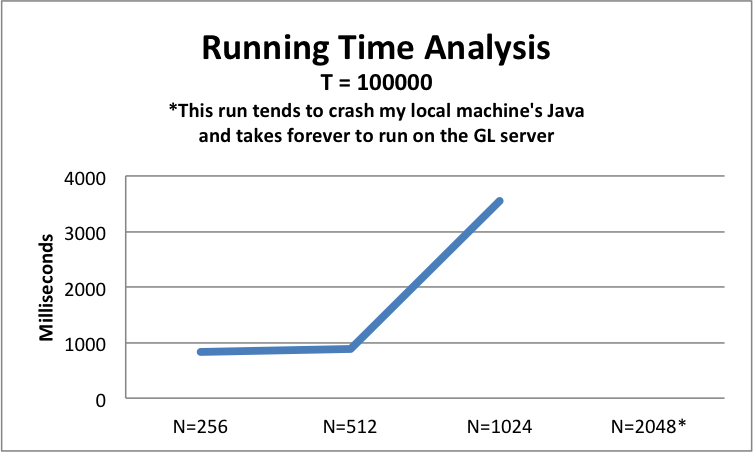 Running Time Analysis
T = 100000
*This run tends to crash my local machine's Java
and takes forever to run on the GL server
4000
3000
2000
1000
0
Milliseconds
N=256 N=512 N=1024 N=2048*